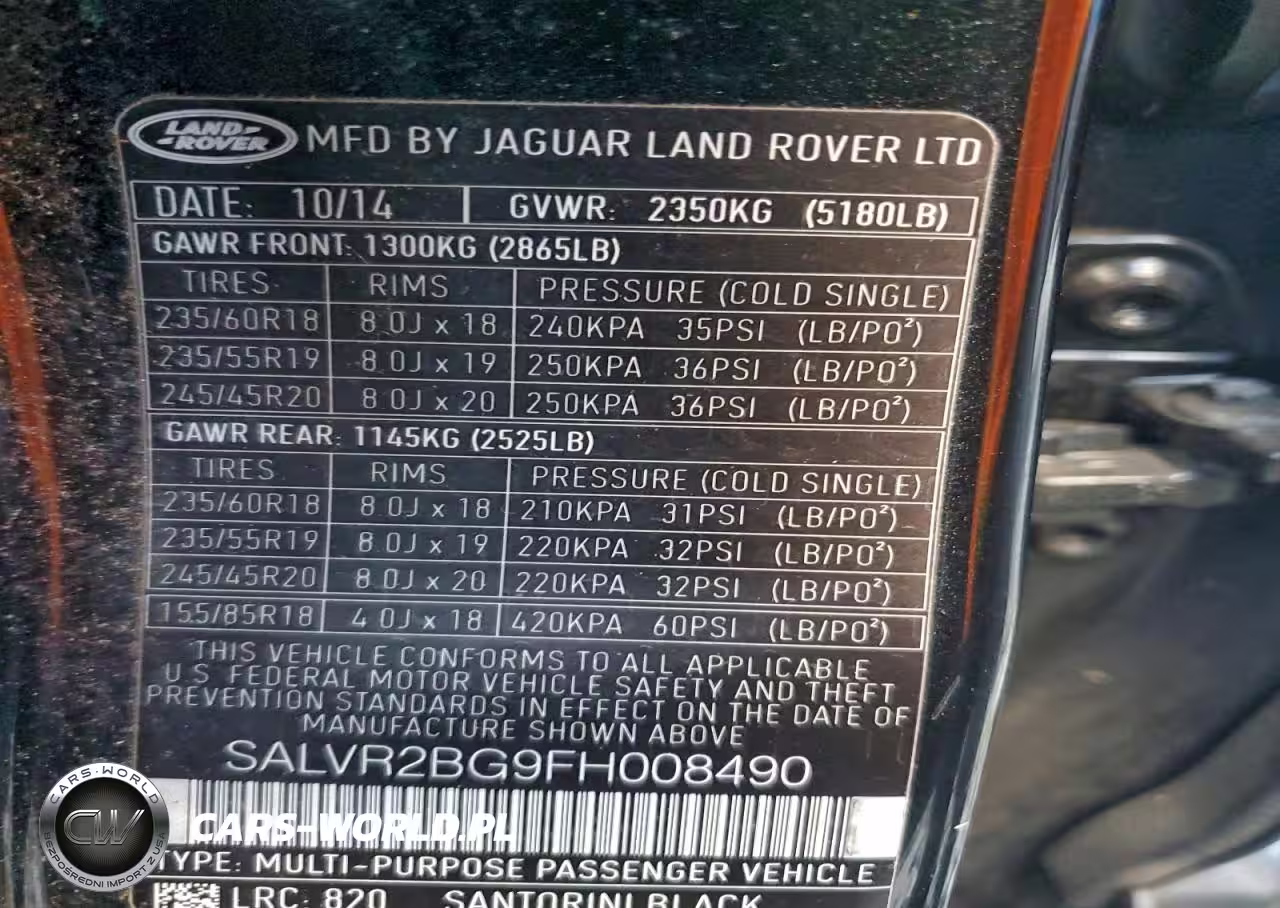 LAND-ROVER MFD BY JAGUAR LAND ROVER LTD
DATE: 10/14 GVWR: 2350KG (5180LB)
GAWR FRONT: 1300KG (2865LB)
TIRES RIMS PRESSURE (COLD SINGLE)
235/60R18 8.0J x 18 240KPA 35PSI (LB/PO²)
235/55R19 8.0J x 19 250KPA 36PSI (LB/PO²)
245/45R20 8.0J x 20 250KPA 36PSI (LB/PO²)
GAWR REAR: 1145KG (2525LB)
TIRES RIMS PRESSURE (COLD SINGLE)
235/60R18 8.0J x 18 210KPA 31PSI (LB/PO²)
235/55R19 8.0J x 19 220KPA 32PSI (LB/PO²)
245/45R20 8.0J x 20 220KPA 32PSI (LB/PO²)
155/85R18 4.0J x 18 420KPA 60PSI (LB/PO²)
THIS VEHICLE CONFORMS TO ALL APPLICABLE
U.S. FEDERAL MOTOR VEHICLE SAFETY AND THEFT
PREVENTION STANDARDS IN EFFECT ON THE DATE OF
MANUFACTURE SHOWN ABOVE
SALVR2BG9FH008490
CARS-WORLD
CW
BEZPOŚREDNI IMPORT Z USA
CARS-WORLD.PL
TYPE: MULTI-PURPOSE PASSENGER VEHICLE
LRC: 820 SANTORINI BLACK